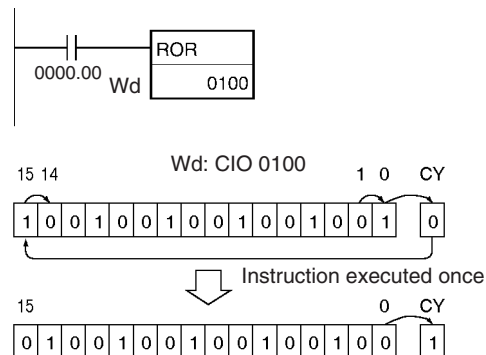 ROR
0000.00 Wd 0100
Wd: CIO 0100
15 14 1 0 CY
1 0 0 1 0 0 1 0 0 1 0 0 1 0 0 1 0
Instruction executed once
15 0 CY
0 1 0 0 1 0 0 1 0 0 1 0 0 1 0 0 1